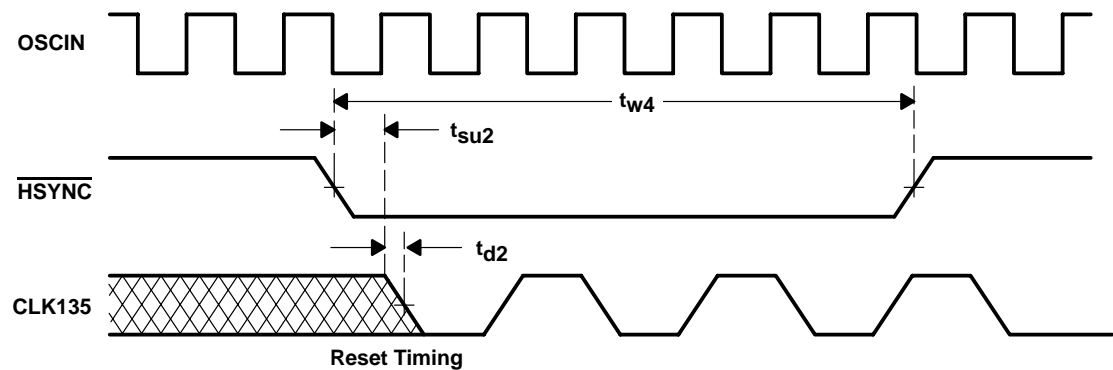 OSCIN
tw4
tsu2
HSYNC
td2
CLK135
Reset Timing